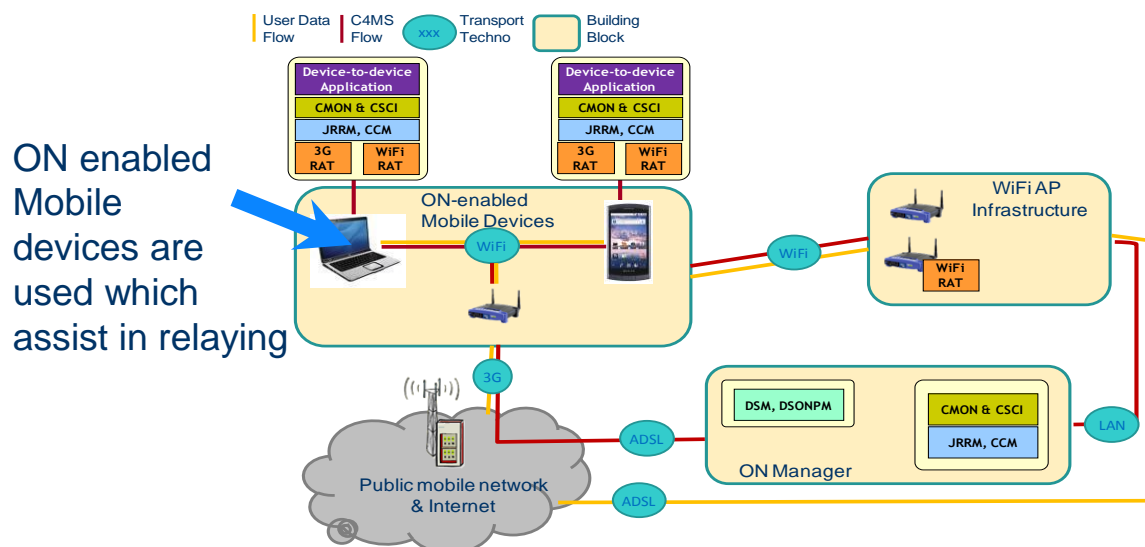 User Data
Flow
C4MS
Flow
xxx
Transport
Techno
Building
Block
Device-to-device
Application
CMON & CSCI
JRRM, CCM
3G
RAT
WiFi
RAT
Device-to-device
Application
CMON & CSCI
JRRM, CCM
3G
RAT
WiFi
RAT
ON enabled
Mobile
devices are
used which
assist in relaying
ON-enabled
Mobile Devices
WiFi
WiFi
WiFi AP
Infrastructure
WiFi
RAT
3G
DSM, DSONPM
CMON & CSCI
JRRM, CCM
ON Manager
ADSL
LAN
Public mobile network
& Internet
ADSL